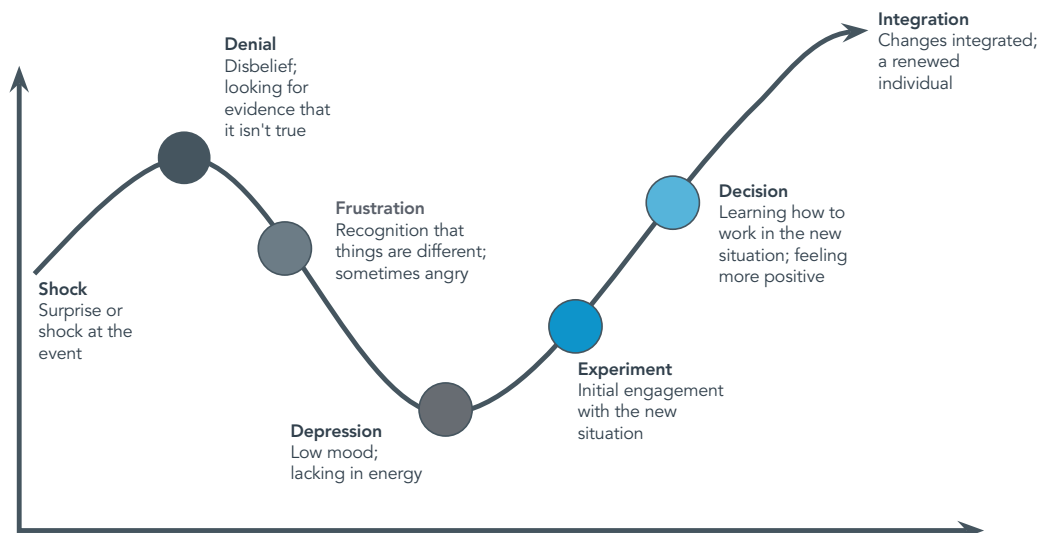 Integration
Changes integrated;
a renewed
individual
Denial
Disbelief;
looking for
evidence that
it isn't true
Decision
Learning how to
work in the new
situation; feeling
more positive
Frustration
Recognition that
things are different;
sometimes angry
Shock
Surprise or
shock at the
event
Experiment
Initial engagement
with the new
situation
Depression
Low mood;
lacking in energy